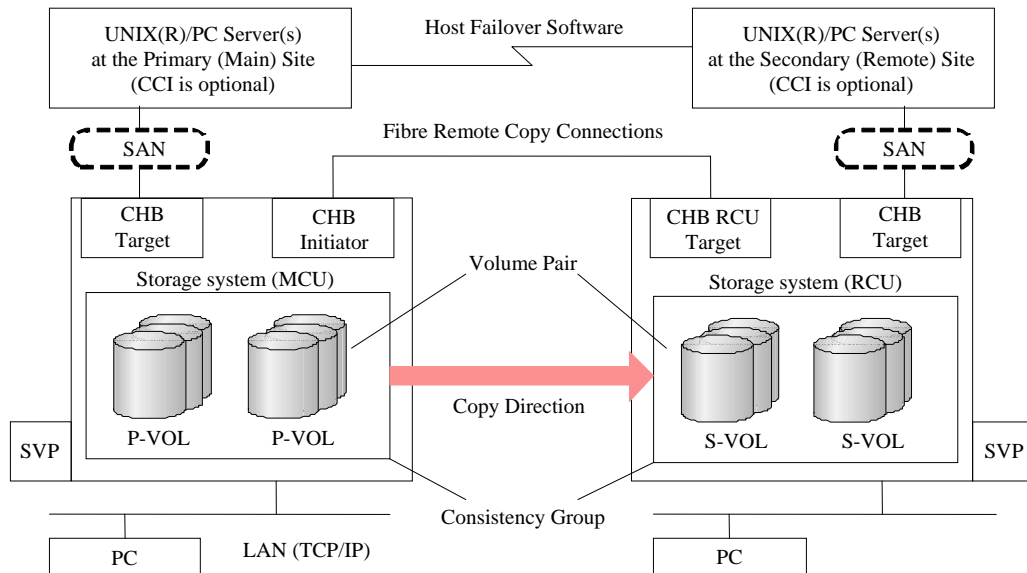 UNIX(R)/PC Server(s)
at the Primary (Main) Site
(CCI is optional)
Host Failover Software
UNIX(R)/PC Server(s)
at the Secondary (Remote) Site
(CCI is optional)
SAN
Fibre Remote Copy Connections
SAN
CHB
Target
CHB
Initiator
CHB RCU
Target
CHB
Target
Storage system (MCU)
Volume Pair
Storage system (RCU)
P-VOL
P-VOL
Copy Direction
S-VOL
S-VOL
SVP
SVP
Consistency Group
PC
LAN (TCP/IP)
PC